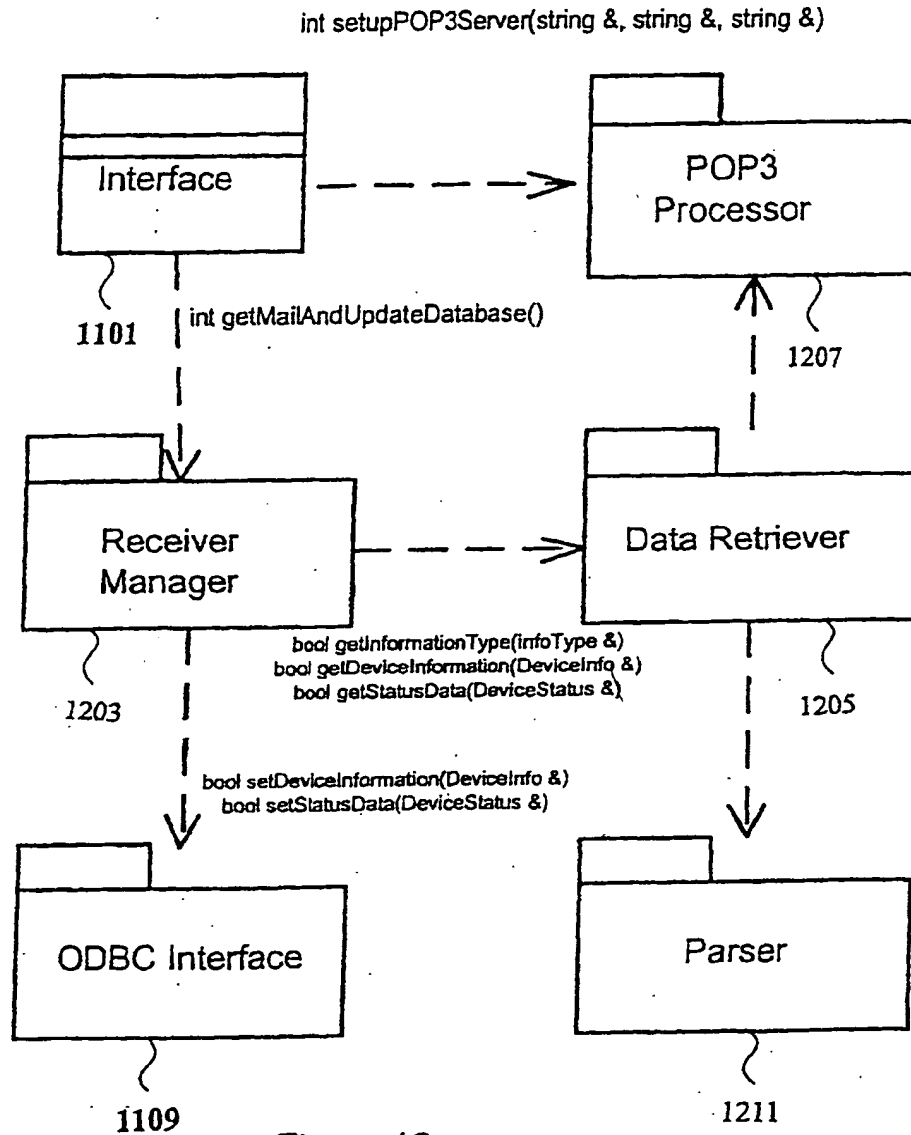 int setupPOP3Server(string &, string &, string &)
Interface
POP3
Processor
1101
int getMailAndUpdateDatabase()
1207
Receiver
Manager
Data Retriever
bool getInformationType(infoType &)
bool getDeviceInformation(DeviceInfo &)
bool getStatusData(DeviceStatus &)
1203
1205
bool setDeviceInformation(DeviceInfo &)
bool setStatusData(DeviceStatus &)
ODBC Interface
Parser
1109
1211